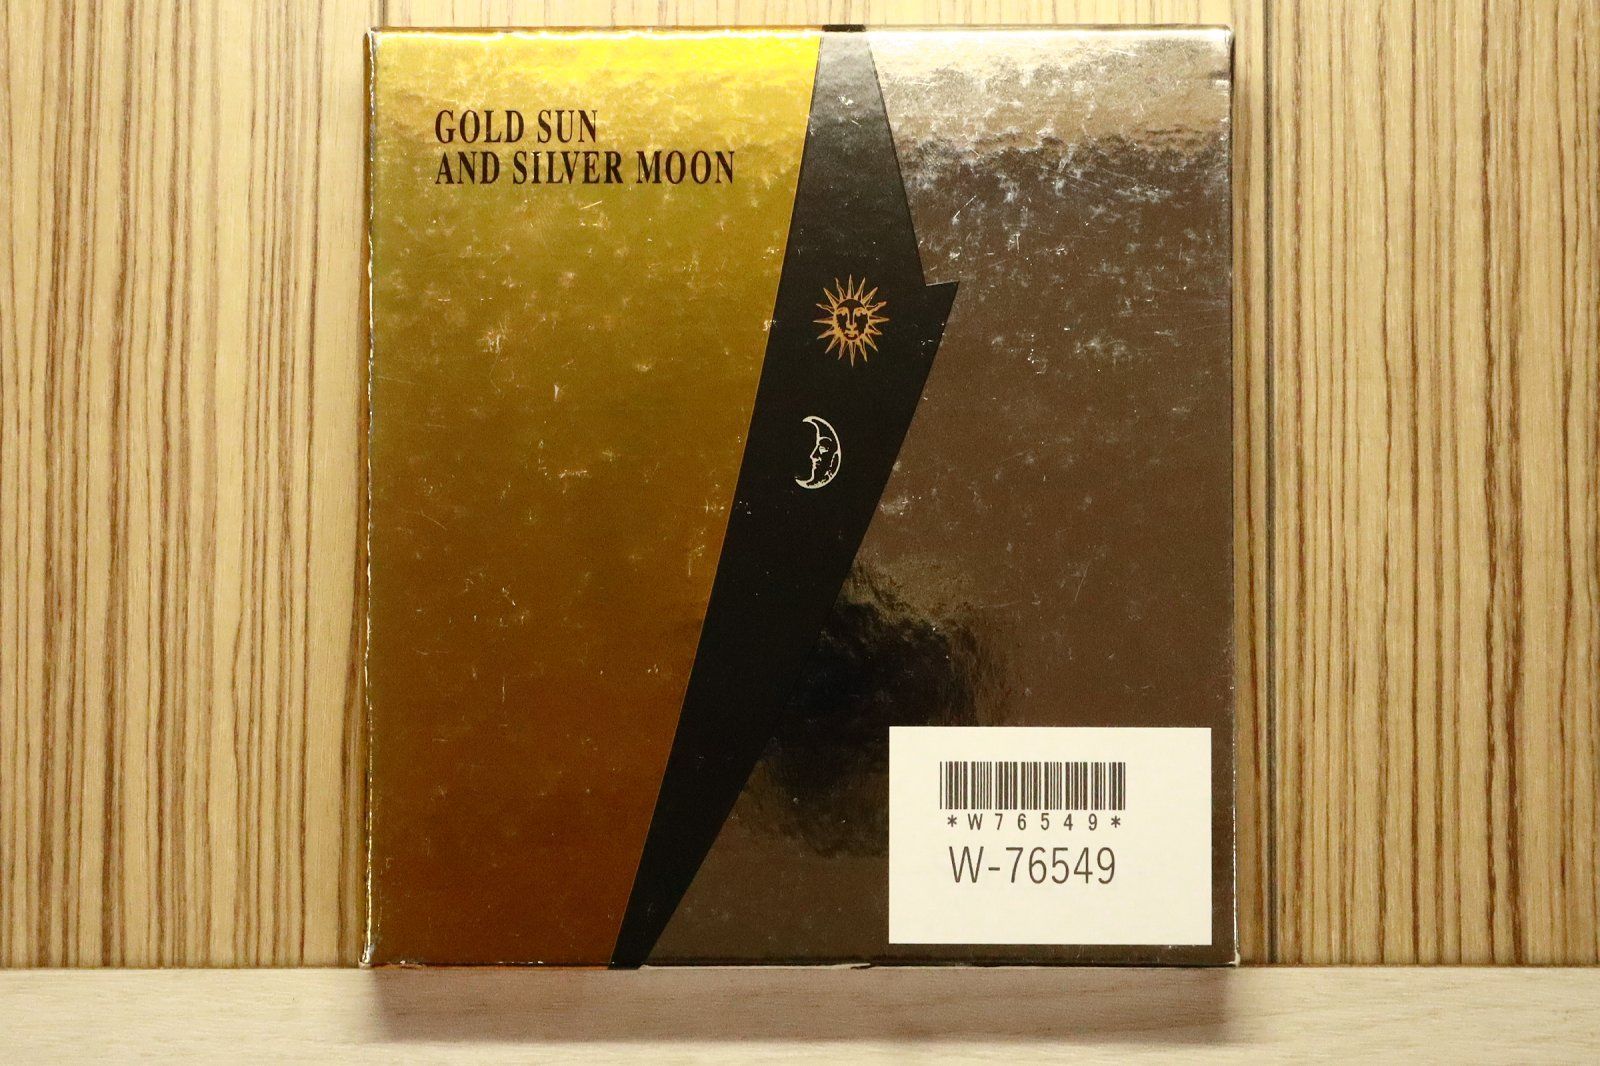 GOLD SUN
AND SILVER MOON
*W76549*
W-76549